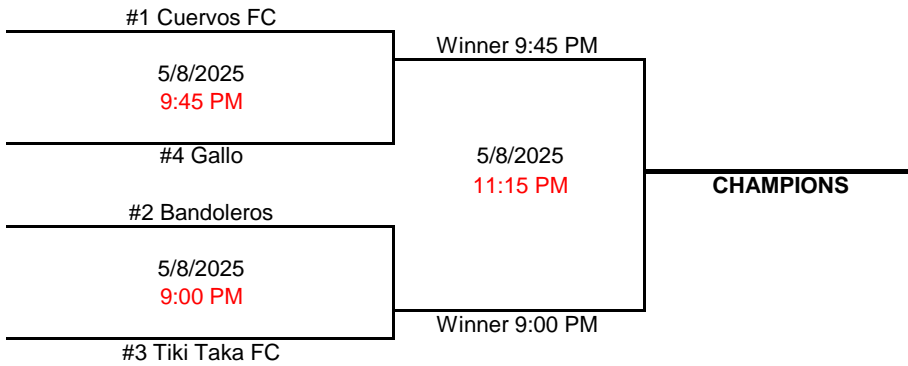 #1 Cuervos FC
Winner 9:45 PM
5/8/2025
9:45 PM
#4 Gallo
5/8/2025
11:15 PM
CHAMPIONS
#2 Bandoleros
5/8/2025
9:00 PM
Winner 9:00 PM
#3 Tiki Taka FC